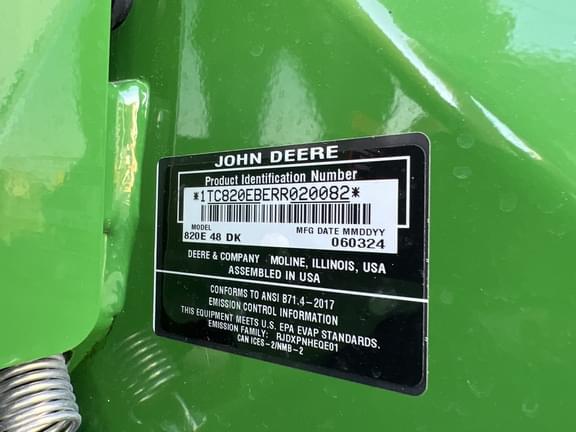 JOHN DEERE
Product Identification Number
*1TC820EBERR020082*
MODEL MFG DATE MMDDYY
820E 48 DK 060324
DEERE & COMPANY MOLINE, ILLINOIS, USA
ASSEMBLED IN USA
CONFORMS TO ANSI B71.4-2017
EMISSION CONTROL INFORMATION
THIS EQUIPMENT MEETS U.S. EPA EVAP STANDARDS.
EMISSION FAMILY: RJDXPNHEQE01
CAN ICES-2/NMB-2